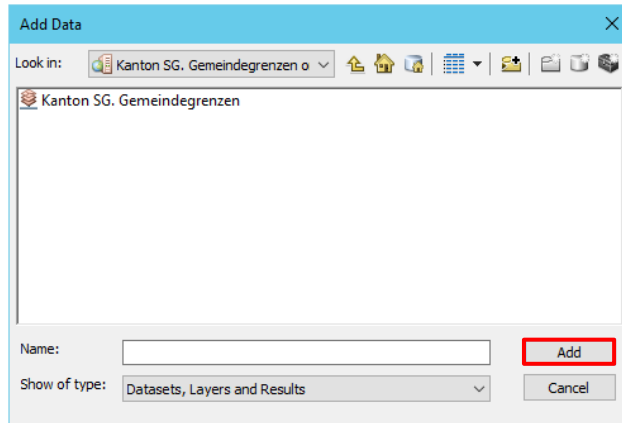 Add Data
Look in: Kanton SG. Gemeindegrenzen o
Kanton SG. Gemeindegrenzen
Name: Add
Show of type: Datasets, Layers and Results Cancel